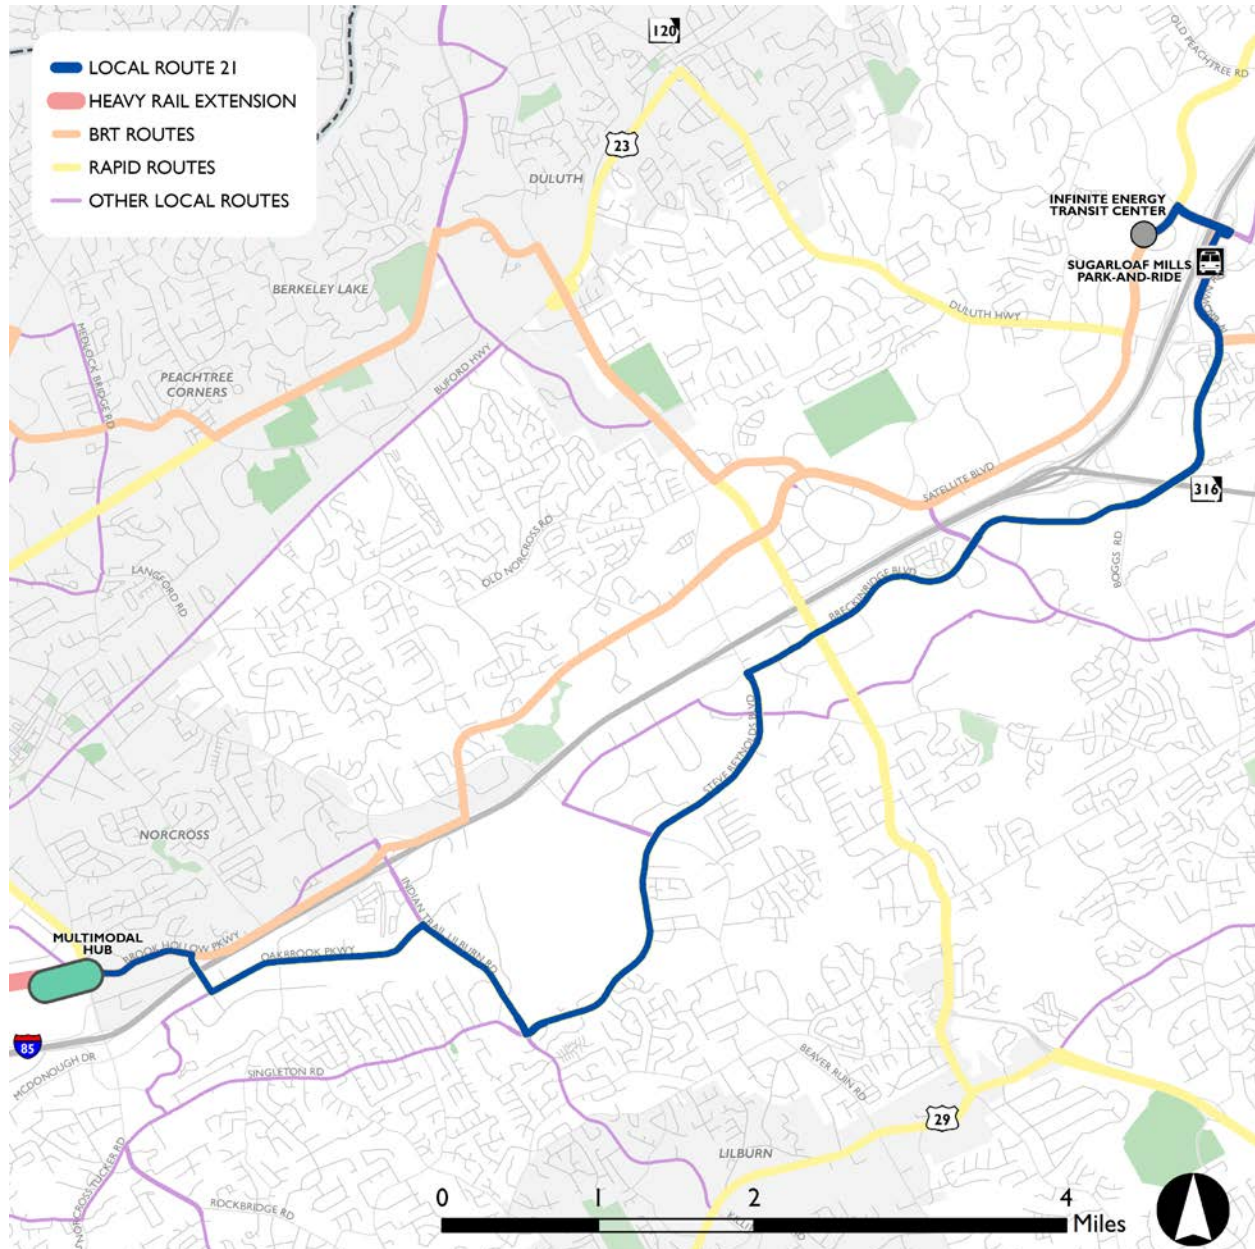 LOCAL ROUTE 21
HEAVY RAIL EXTENSION
BRT ROUTES
RAPID ROUTES
OTHER LOCAL ROUTES
120
OLD PEACHTREE RD
23
DULUTH
INFINITE ENERGY
TRANSIT CENTER
SUGARLOAF MILLS
PARK-AND-RIDE
BERKELEY LAKE
DULUTH HWY
MEDLOCK BRIDGE RD
BUFORD HWY
PEACHTREE
CORNERS
SATELLITE BLVD
316
OLD NORCROSS RD
BOGGS RD
LANGFORD RD
BRECKINRIDGE BLVD
STEVE REYNOLDS BLVD
NORCROSS
INDIAN TRAIL LILBURN RD
MULTIMODAL
HUB
BROOK HOLLOW PKWY
OAKBROOK PKWY
85
MCDONOUGH DR
SINGLETON RD
BEAVER RUIN RD
29
LILBURN
NORCROSS TUCKER RD
ROCKBRIDGE RD
0 1 2 4
Miles